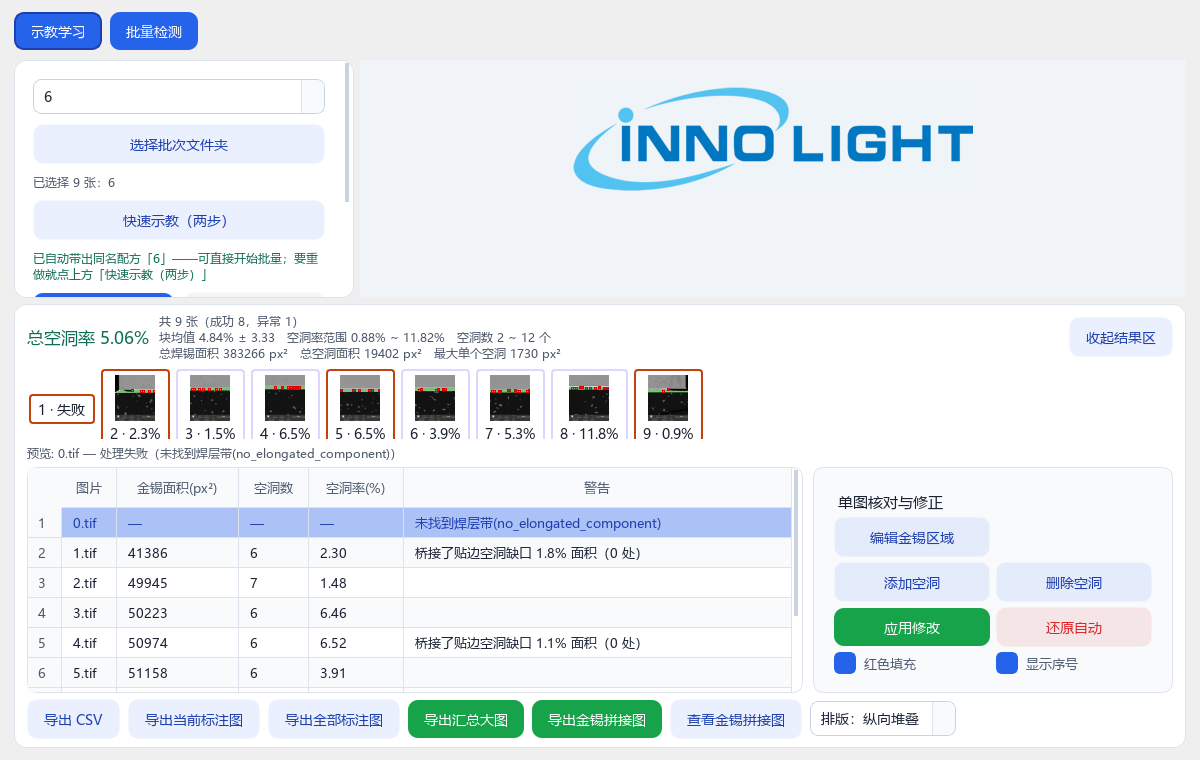 示教学习
批量检测
6
选择批次文件夹
已选择 9 张：6
快速示教（两步）
已自动带出同名配方「6」——可直接开始批量；要重
做就点上方「快速示教（两步）」
INNO LIGHT
总空洞率 5.06%
共 9 张（成功 8，异常 1）
块均值 4.84% ± 3.33 空洞率范围 0.88% ~ 11.82% 空洞数 2 ~ 12 个
总焊锡面积 383266 px² 总空洞面积 19402 px² 最大单个空洞 1730 px²
收起结果区
1 · 失败
2 · 2.3%
3 · 1.5%
4 · 6.5%
5 · 6.5%
6 · 3.9%
7 · 5.3%
8 · 11.8%
9 · 0.9%
预览: 0.tif — 处理失败（未找到焊层带(no_elongated_component)）
图片 金锡面积(px²) 空洞数 空洞率(%) 警告
1 0.tif — — — 未找到焊层带(no_elongated_component)
2 1.tif 41386 6 2.30 桥接了贴边空洞缺口 1.8% 面积（0 处）
3 2.tif 49945 7 1.48
4 3.tif 50223 6 6.46
5 4.tif 50974 6 6.52 桥接了贴边空洞缺口 1.1% 面积（0 处）
6 5.tif 51158 6 3.91
单图核对与修正
编辑金锡区域
添加空洞
删除空洞
应用修改
还原自动
红色填充
显示序号
导出 CSV
导出当前标注图
导出全部标注图
导出汇总大图
导出金锡拼接图
查看金锡拼接图
排版：纵向堆叠